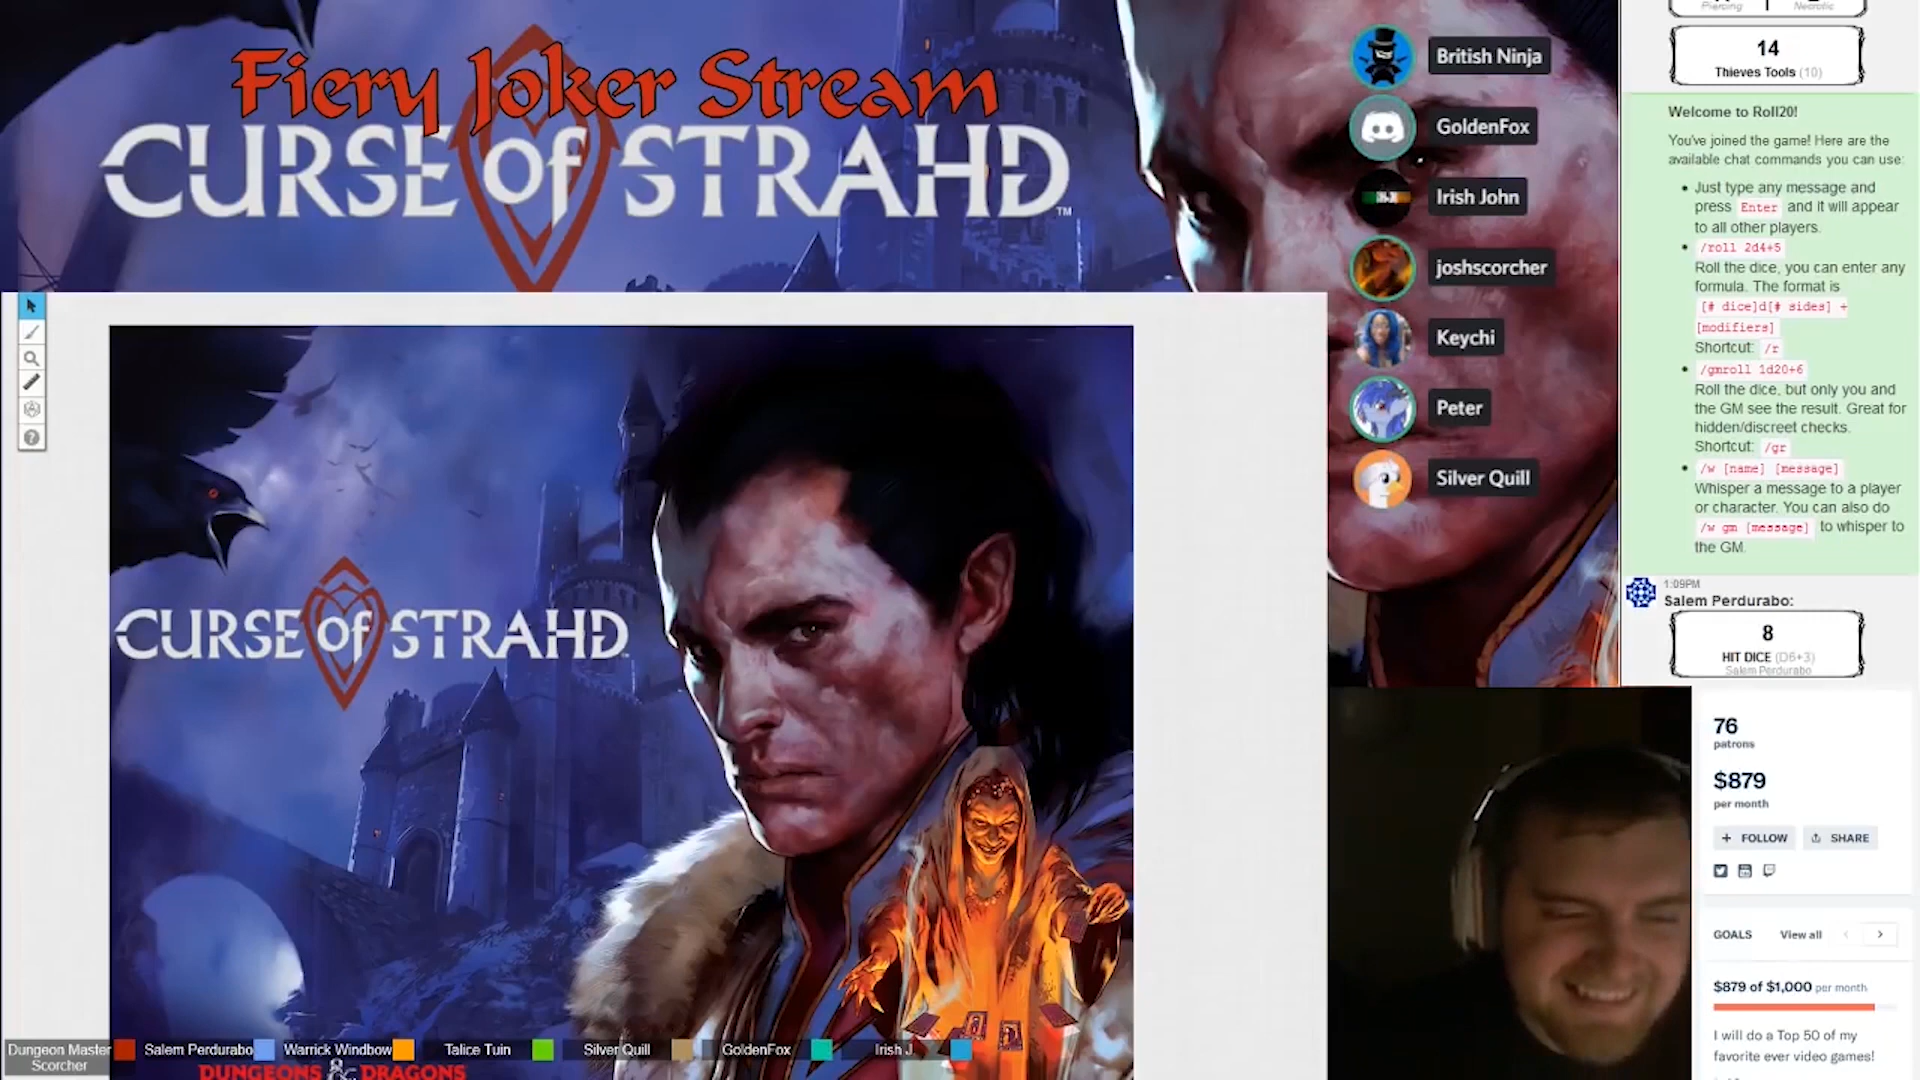 Fiery Joker Stream
CURSE of STRAHD
TM
British Ninja
GoldenFox
Irish John
joshscorcher
Keychi
Peter
Silver Quill
CURSE of STRAHD
Dungeon Master
Scorcher
Salem Perdurabo
Warrick Windbow
Talice Tuin
Silver Quill
GoldenFox
Irish J.
DUNGEONS & DRAGONS
Piercing
Necrotic
14
Thieves Tools (10)
Welcome to Roll20!
You've joined the game! Here are the
available chat commands you can use:
Just type any message and
press Enter and it will appear
to all other players.
/roll 2d4+5
Roll the dice, you can enter any
formula. The format is
[# dice]d[# sides] +
[modifiers]
Shortcut: /r
/gmroll 1d20+6
Roll the dice, but only you and
the GM see the result. Great for
hidden/discreet checks.
Shortcut: /gr
/w [name] [message]
Whisper a message to a player
or character. You can also do
/w gm [message] to whisper to
the GM.
1:09PM
Salem Perdurabo:
8
HIT DICE (D6+3)
Salem Perdurabo
76
patrons
$879
per month
+ FOLLOW
SHARE
GOALS
View all
$879 of $1,000 per month
I will do a Top 50 of my
favorite ever video games!